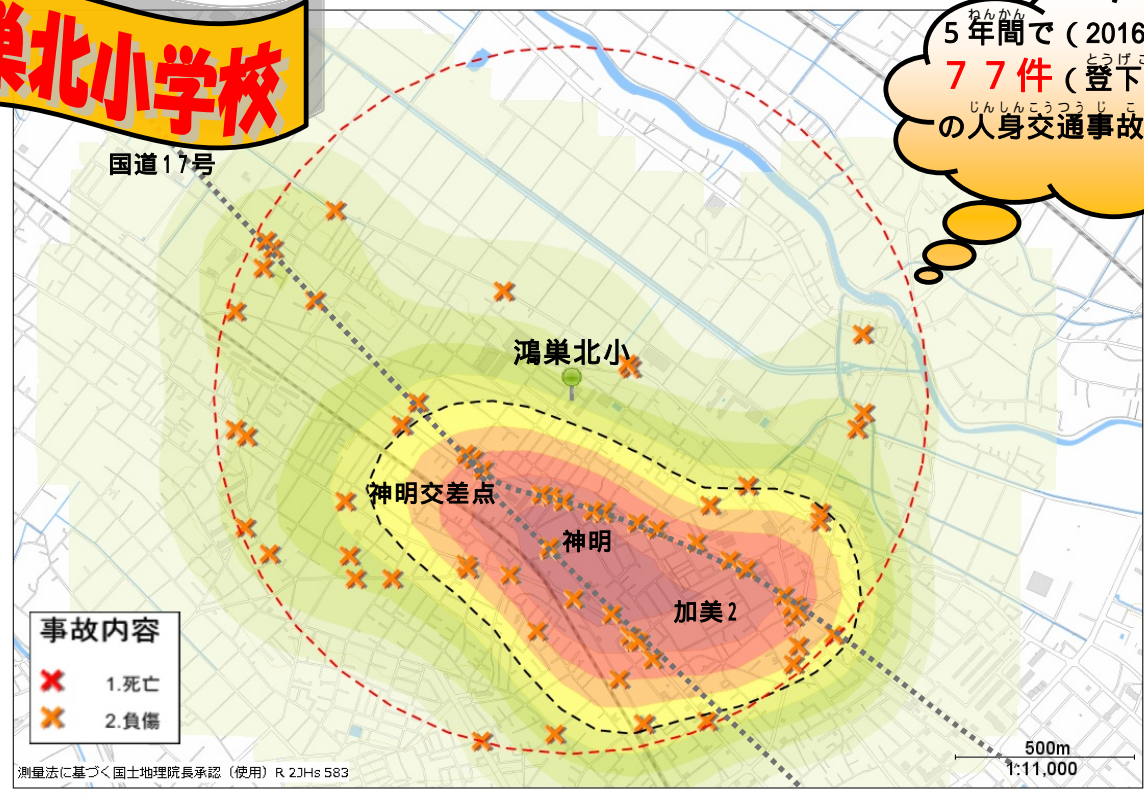 巣北小学校
ねんかん
5年間で(2016
とうげこ
77件(登下
じんしんこうつうじこ
の人身交通事故
国道17号
鴻巣北小
神明交差点
神明
加美2
事故内容
1.死亡
2.負傷
測量法に基づく国土地理院長承認(使用)R 2JHs 583
500m
1:11,000